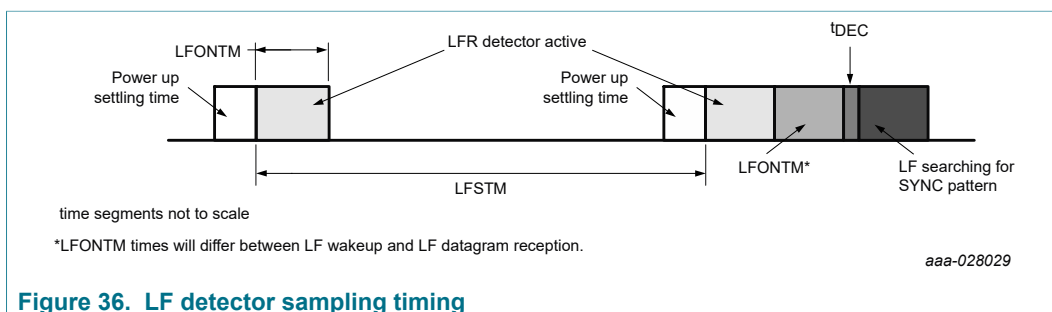 tDEC
LFONTM
LFR detector active
Power up
settling time
Power up
settling time
LFONTM*
LF searching for
SYNC pattern
LFSTM
time segments not to scale
*LFONTM times will differ between LF wakeup and LF datagram reception.
aaa-028029
Figure 36. LF detector sampling timing